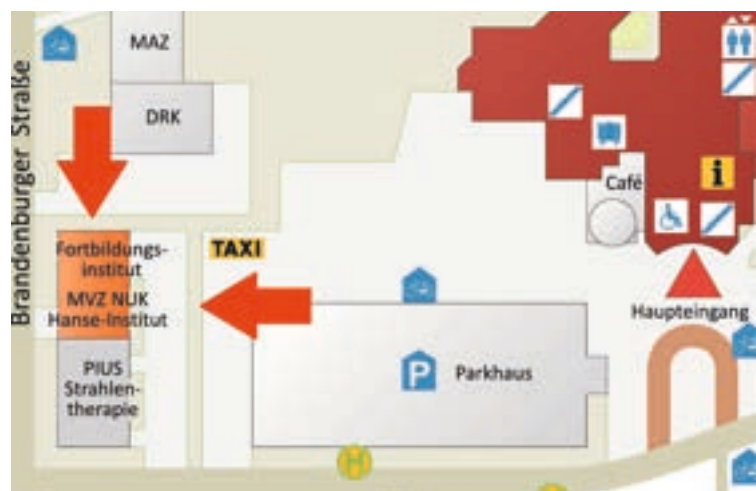 MAZ
DRK
Brandenburger Straße
Fortbildungs-
institut
MVZ NUK
Hanse-Institut
PIUS
Strahlen-
therapie
TAXI
Café
i
Haupteingang
P
Parkhaus
H